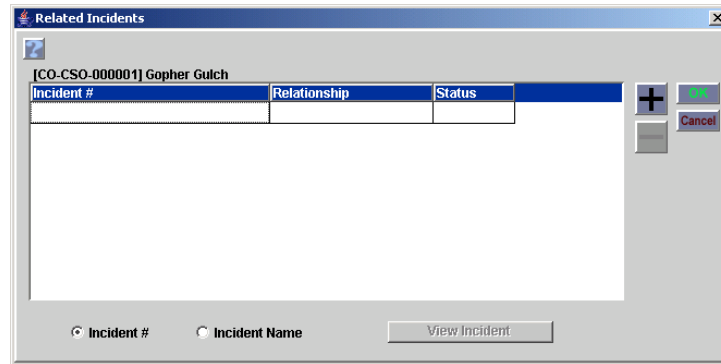 Related Incidents
?
[CO-CSO-000001] Gopher Gulch
Incident # Relationship Status
OK
Cancel
Incident # Incident Name View Incident